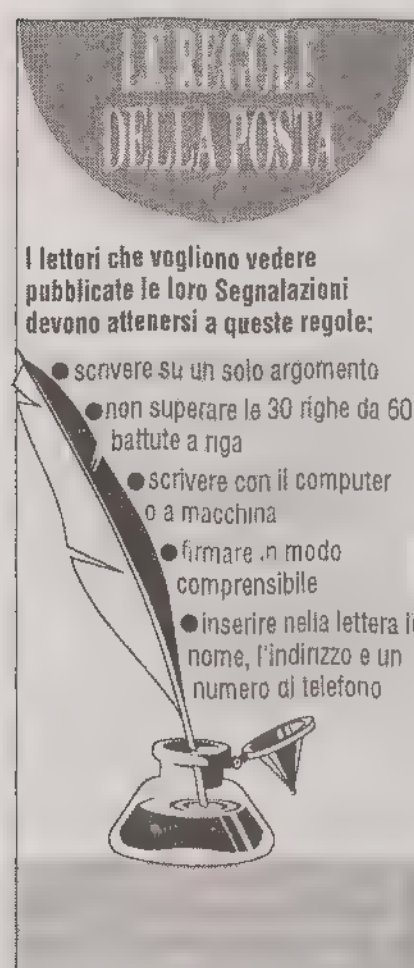 LE REGOLE
DELLA POSTA
I lettori che vogliono vedere
pubblicate le loro Segnalazioni
devono attenersi a queste regole:
● scrivere su un solo argomento
● non superare le 30 righe da 60
battute a riga
● scrivere con il computer
o a macchina
● firmare in modo
comprensibile
● inserire nella lettera il
nome, l'indirizzo e un
numero di telefono